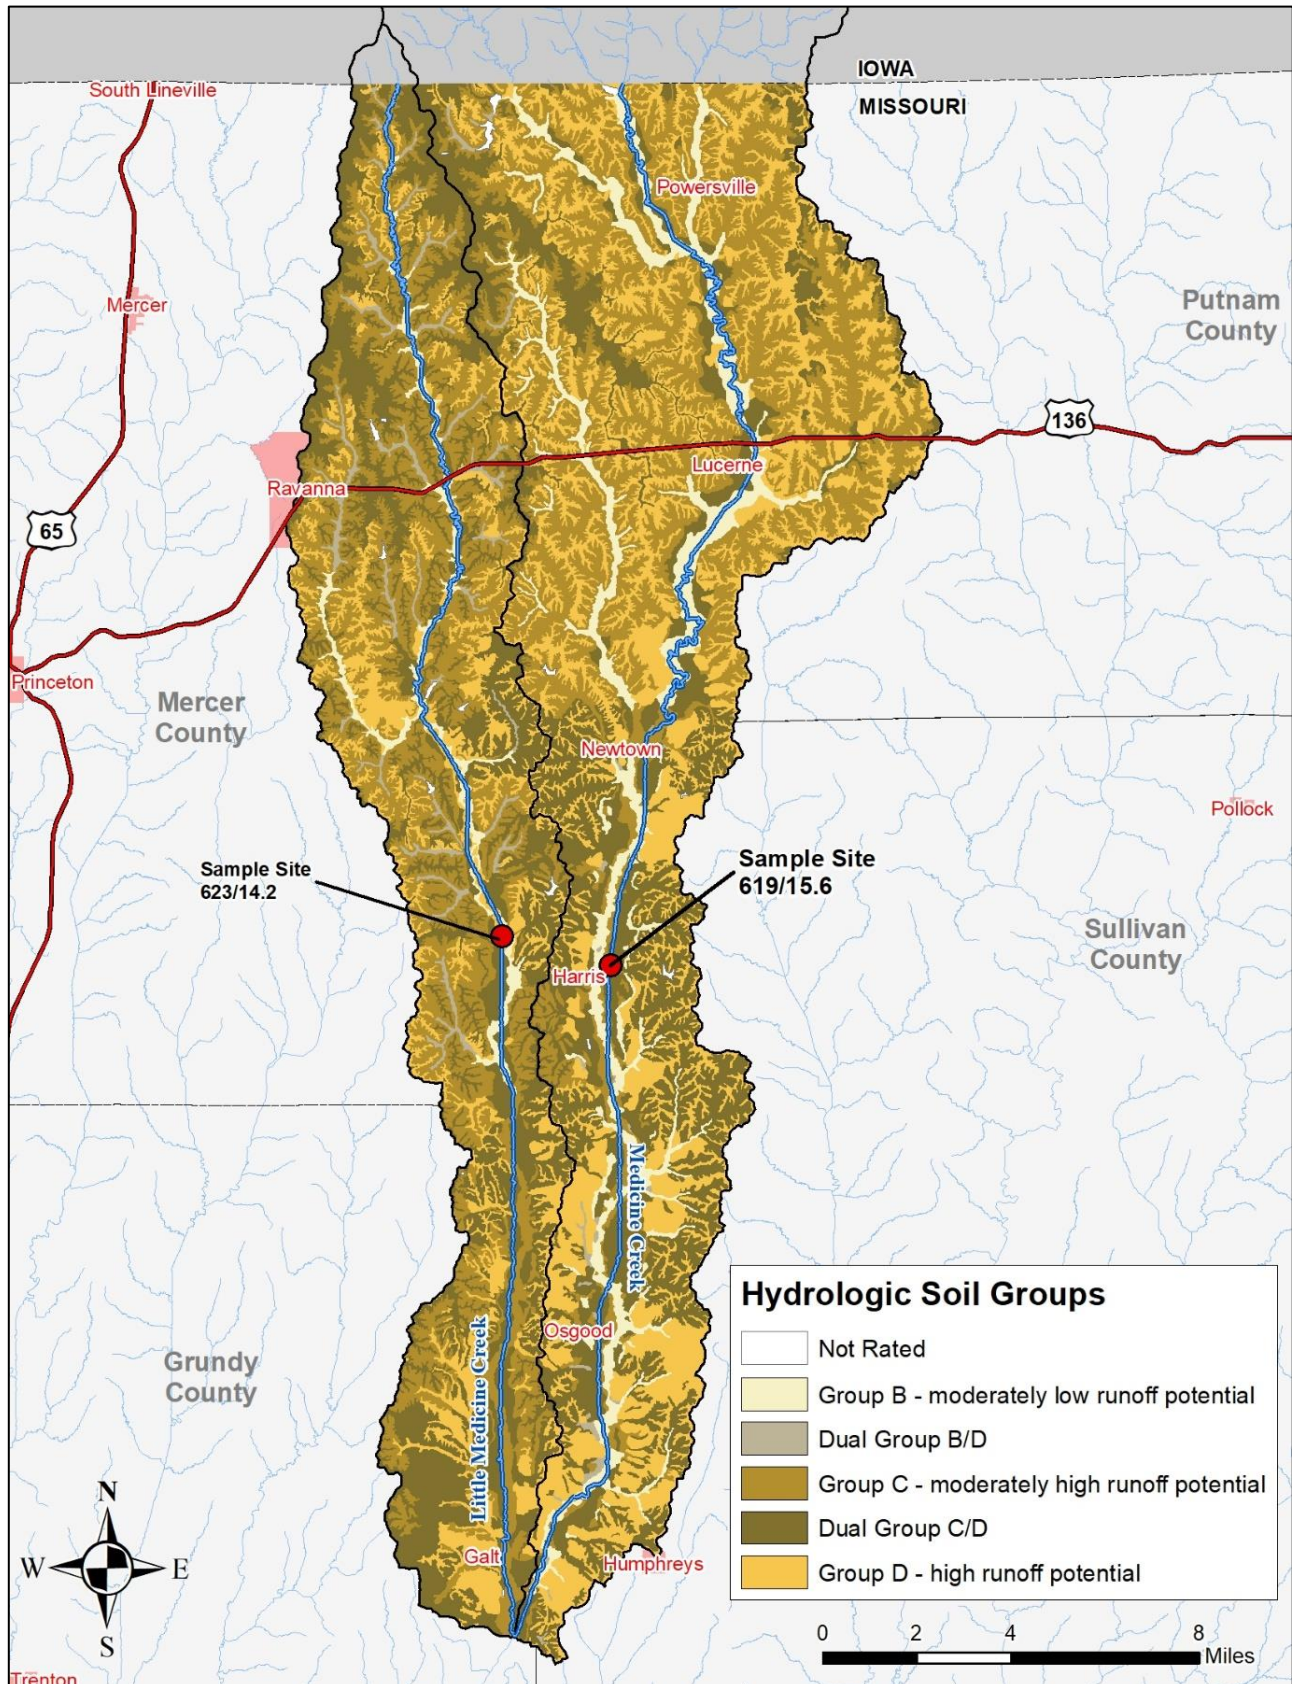 IOWA
MISSOURI
South Lineville
Powersville
Mercer
Putnam
County
136
Lucerne
Ravanna
65
Princeton
Mercer
County
Newtown
Pollock
Sample Site
623/14.2
Sample Site
619/15.6
Sullivan
County
Harris
Medicine Creek
Osgood
Little Medicine Creek
Grundy
County
Galt
Humphreys
Trenton
N
W
E
S
Hydrologic Soil Groups
Not Rated
Group B - moderately low runoff potential
Dual Group B/D
Group C - moderately high runoff potential
Dual Group C/D
Group D - high runoff potential
0 2 4 8
Miles